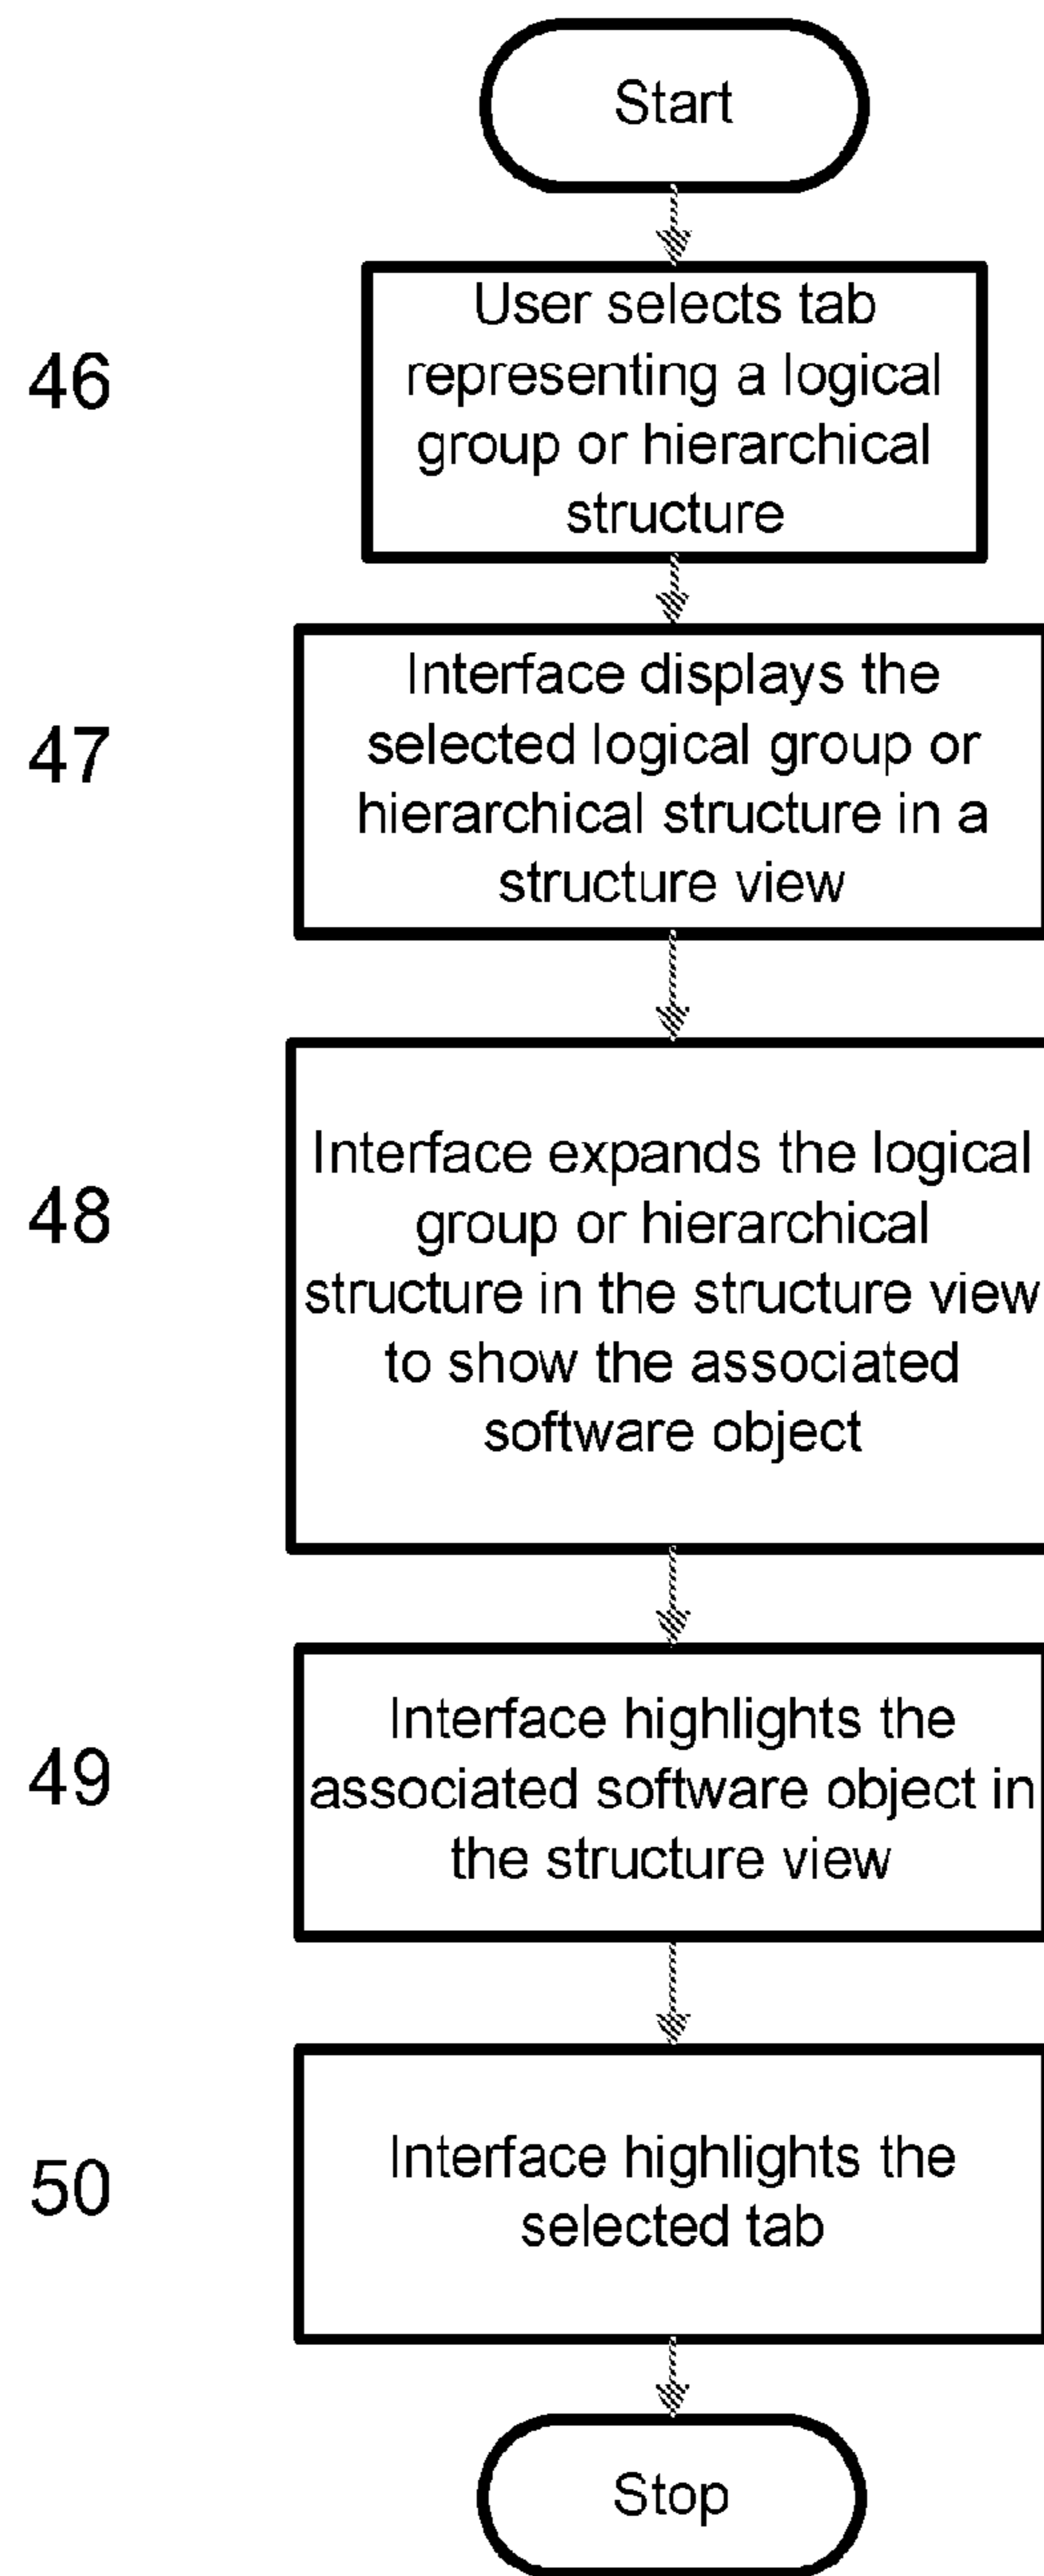 Start
46
User selects tab
representing a logical
group or hierarchical
structure
47
Interface displays the
selected logical group or
hierarchical structure in a
structure view
48
Interface expands the logical
group or hierarchical
structure in the structure view
to show the associated
software object
49
Interface highlights the
associated software object in
the structure view
50
Interface highlights the
selected tab
Stop